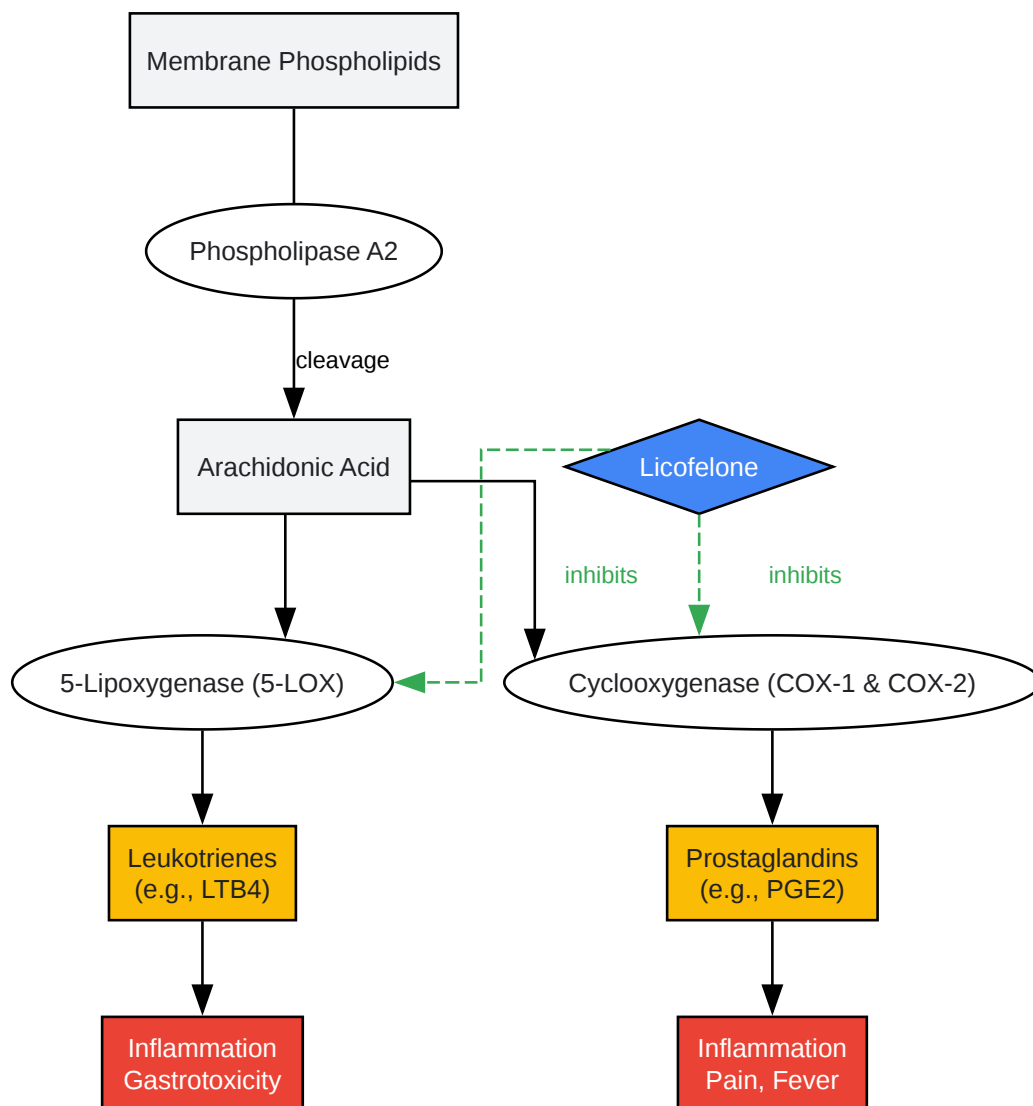 Membrane Phospholipids
Phospholipase A2
cleavage
Arachidonic Acid
Licofelone
inhibits
inhibits
5-Lipoxygenase (5-LOX)
Cyclooxygenase (COX-1 & COX-2)
Leukotrienes
(e.g., LTB4)
Prostaglandins
(e.g., PGE2)
Inflammation
Gastrotoxicity
Inflammation
Pain, Fever